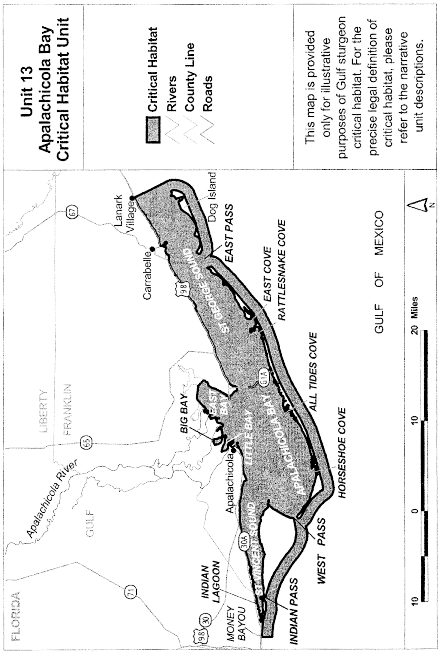 Unit 13
Apalachicola Bay
Critical Habitat Unit
Critical Habitat
Rivers
County Line
Roads
This map is provided
only for illustrative
purposes of Gulf sturgeon
critical habitat. For the
precise legal definition of
critical habitat, please
refer to the narrative
unit descriptions.
FLORIDA
LIBERTY
FRANKLIN
GULF
Apalachicola River
71
65
67
98
30
30A
98
G1A
MONEY
BAYOU
INDIAN
LAGOON
INDIAN PASS
WEST PASS
HORSESHOE COVE
ALL TIDES COVE
RATTLESNAKE COVE
EAST COVE
EAST PASS
Dog Island
Lanark
Village
Carrabelle
Apalachicola
BIG BAY
EAST
BAY
ST GEORGE SOUND
APALACHICOLA BAY
GULF OF MEXICO
10
0
10
20 Miles
N